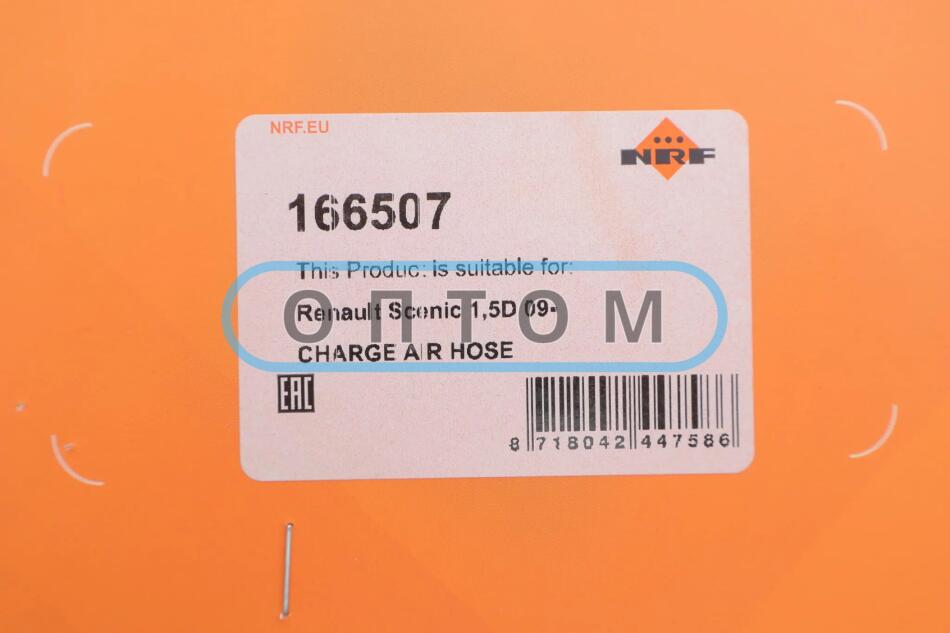 NRF.EU
NRF
166507
This Product is suitable for:
Renault Scenic 1,5D 09-
ОПТОМ
CHARGE AIR HOSE
EAC
8 718042 447586